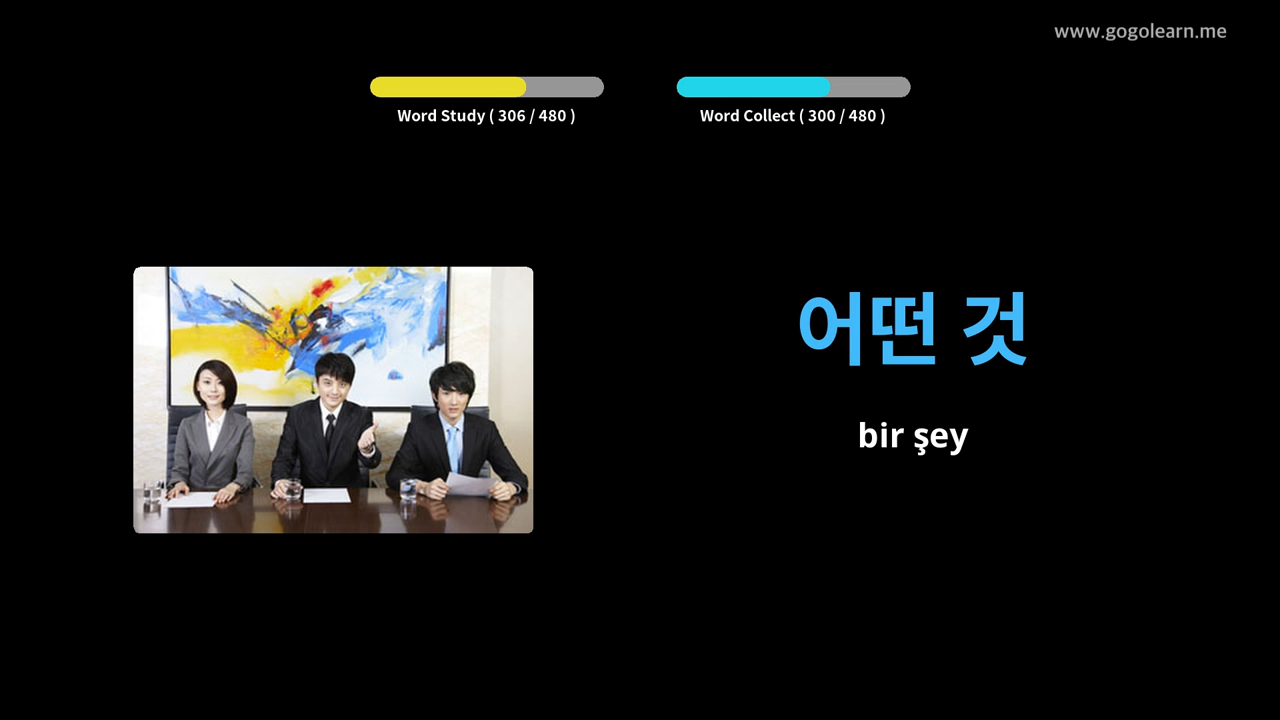 www.gogolearn.me
Word Study ( 306 / 480 )
Word Collect ( 300 / 480 )
어떤 것
bir şey